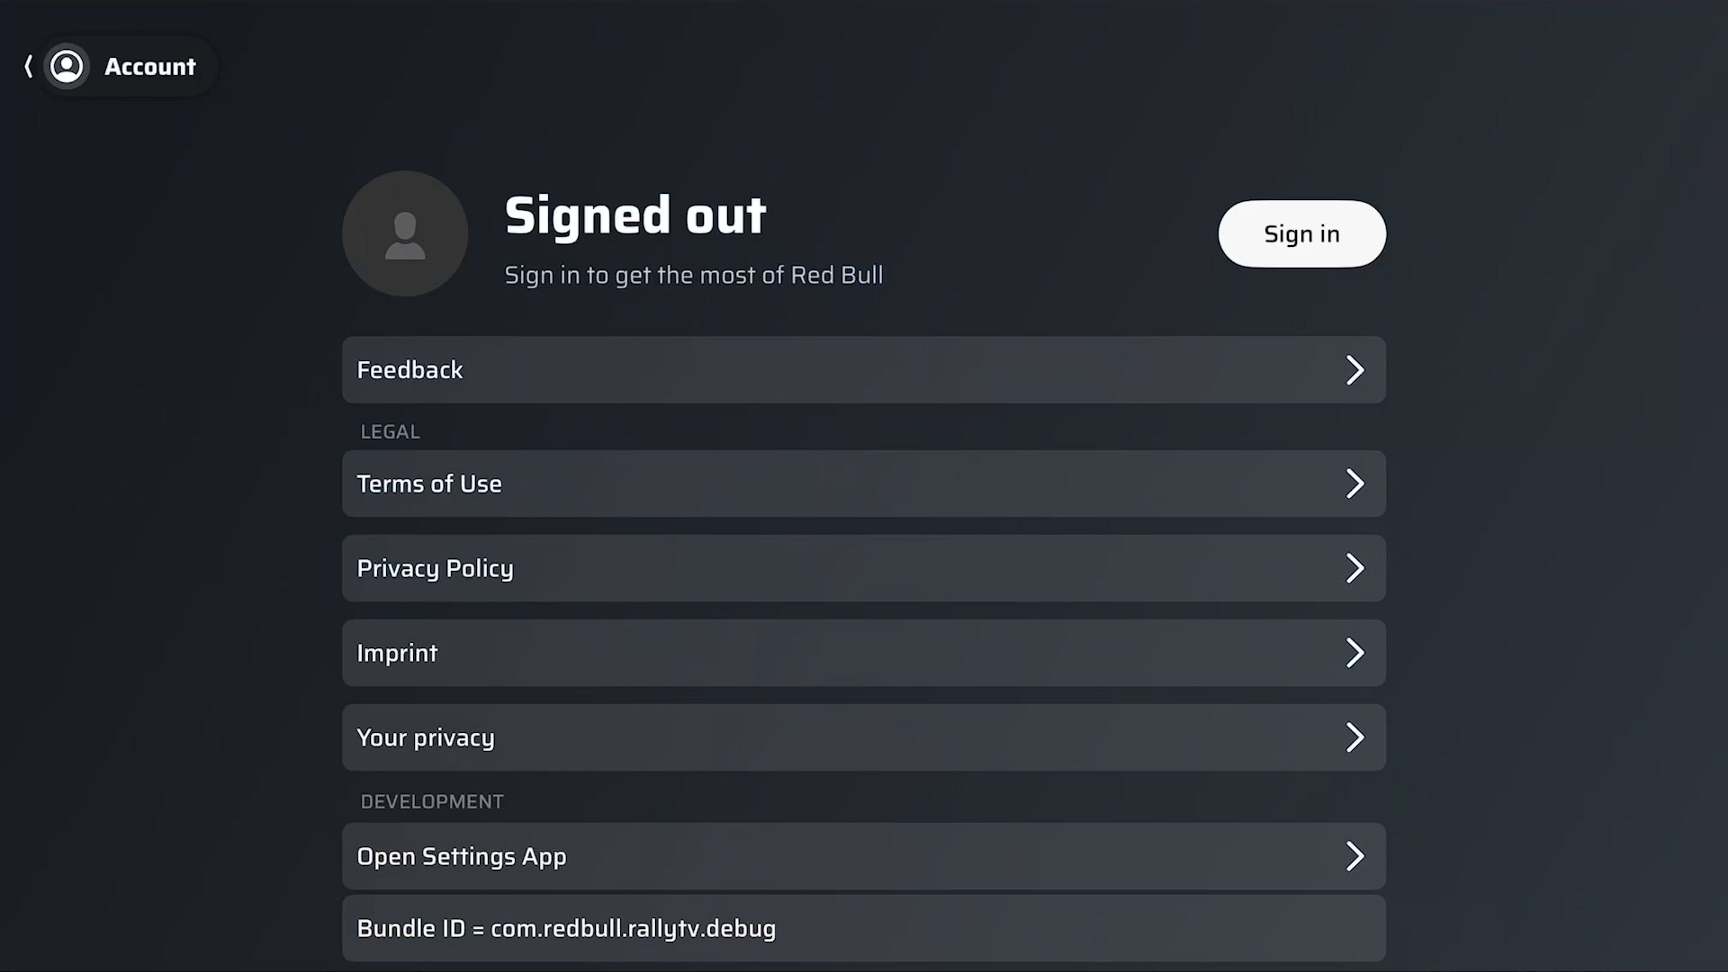 Account
Signed out
Sign in to get the most of Red Bull
Sign in
Feedback
LEGAL
Terms of Use
Privacy Policy
Imprint
Your privacy
DEVELOPMENT
Open Settings App
Bundle ID = com.redbull.rallytv.debug